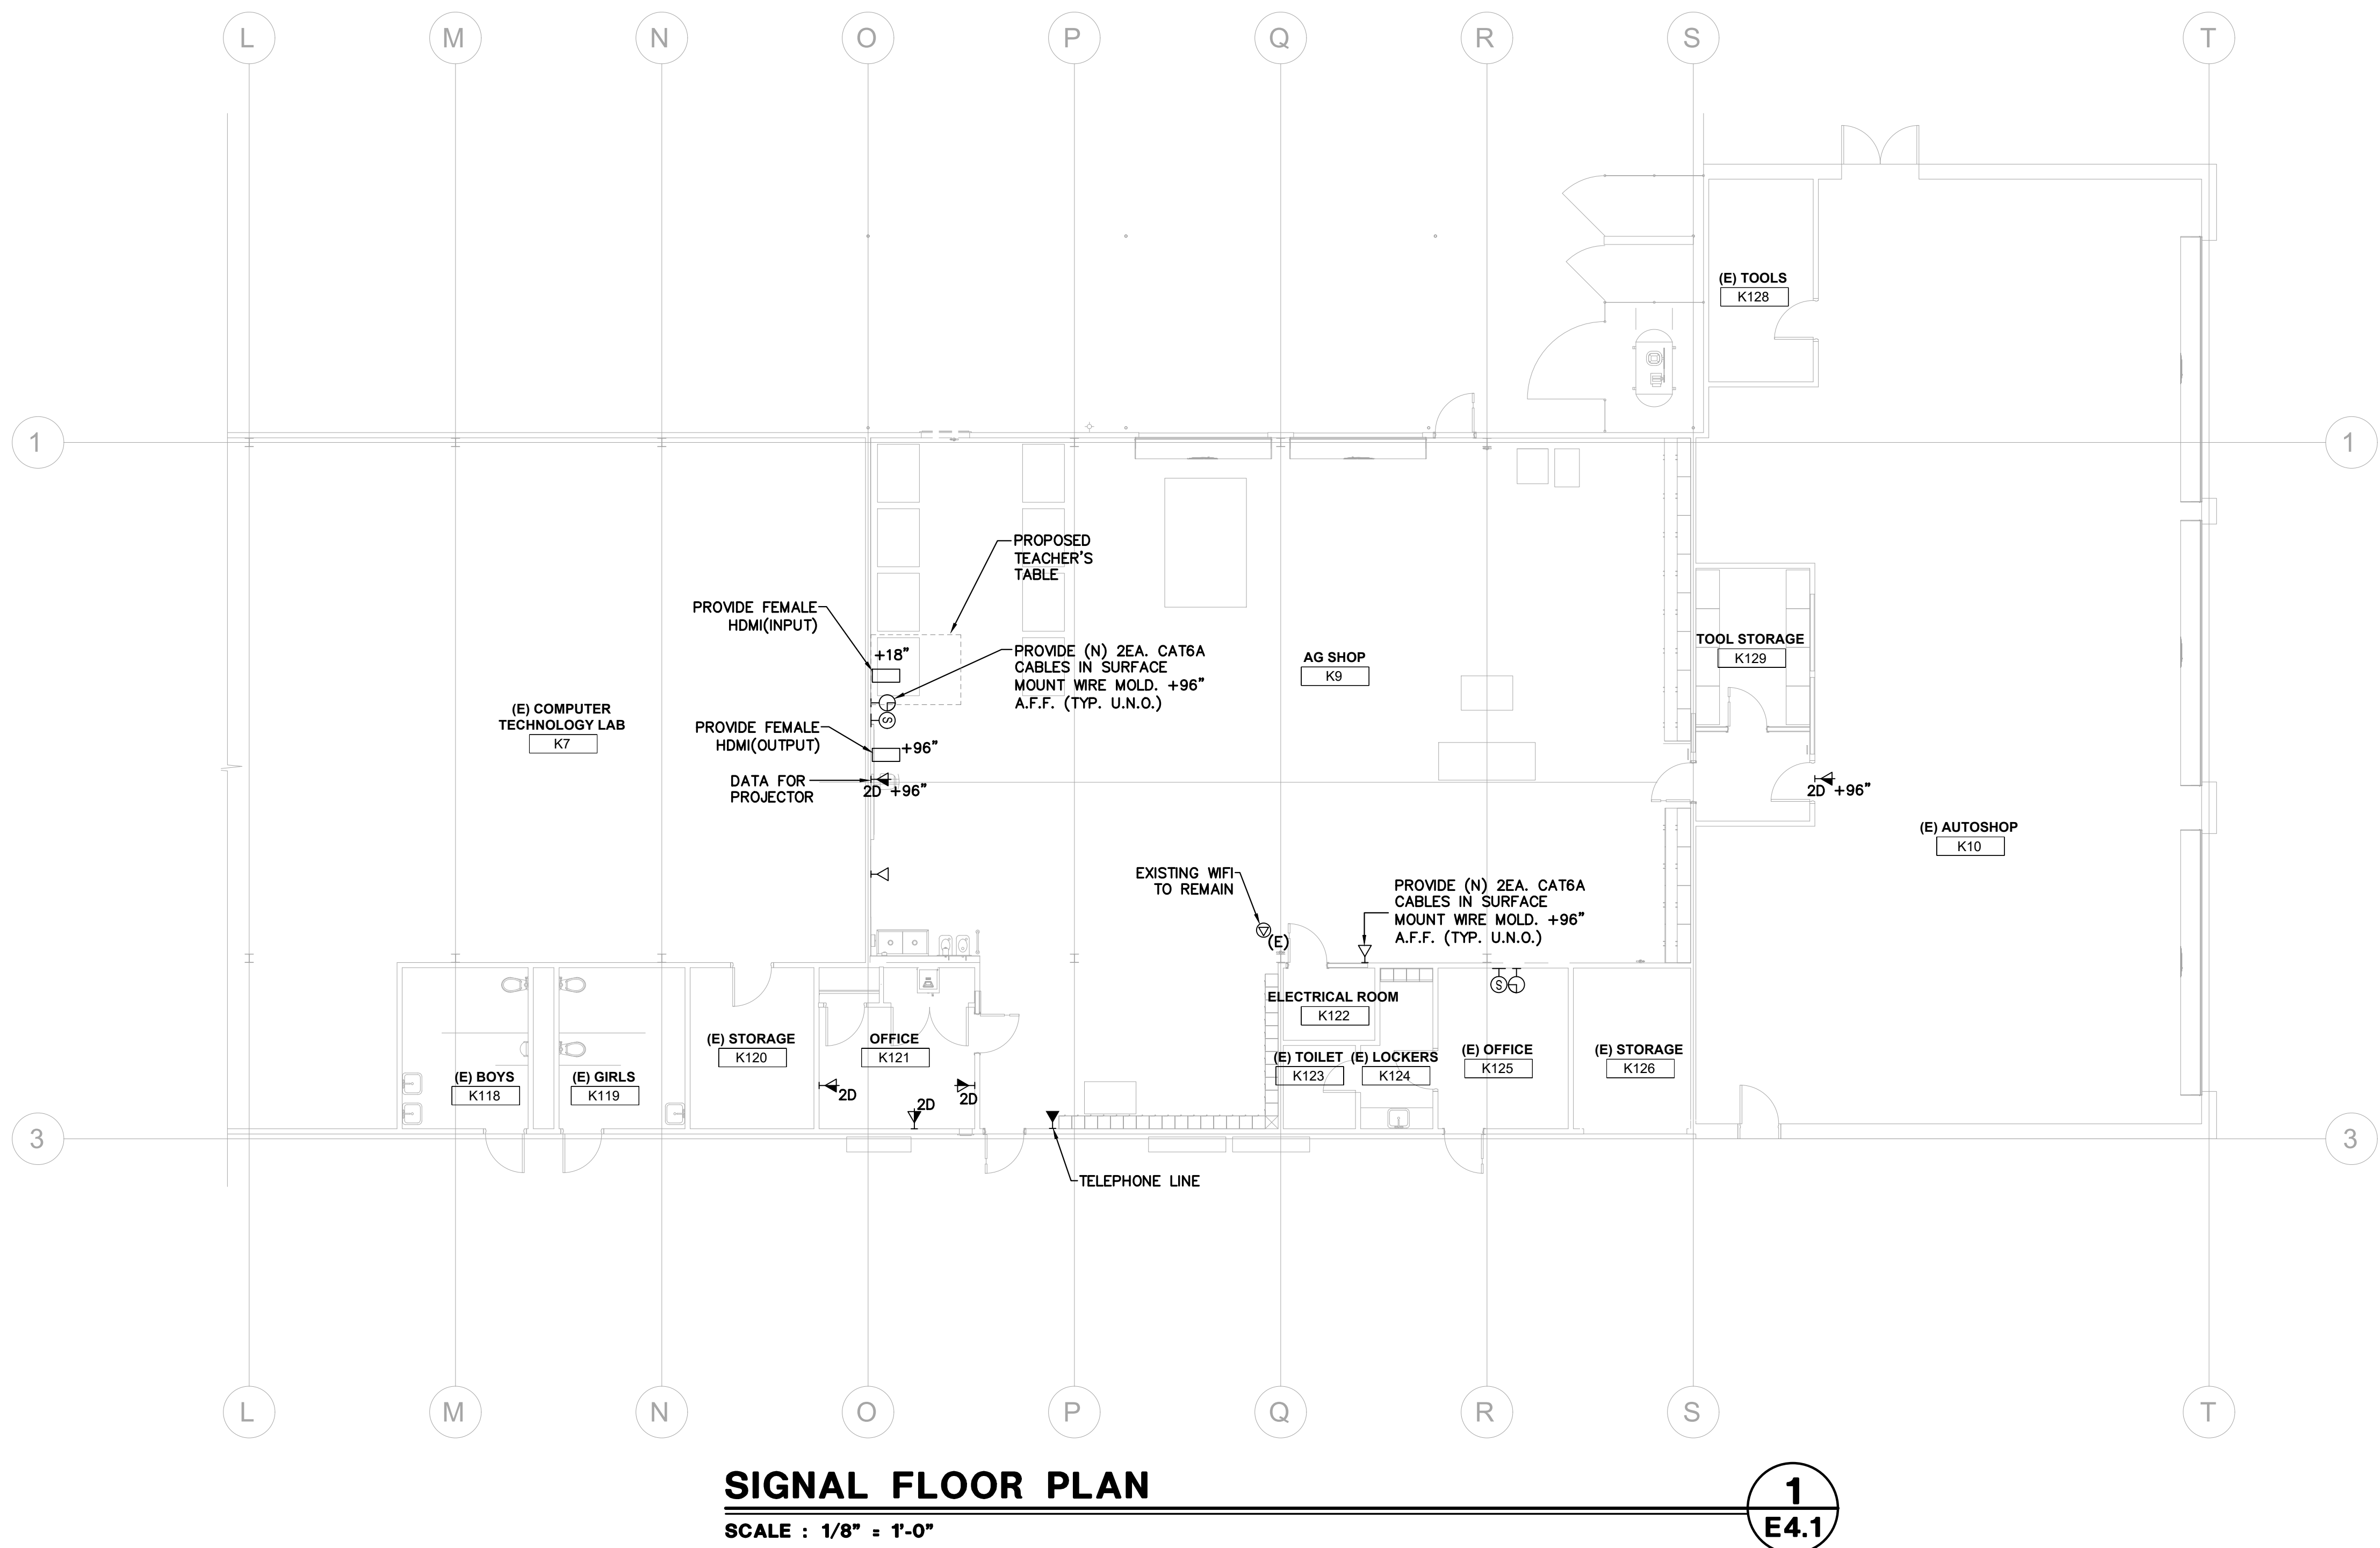 L M N O P Q R S T
(E) TOOLS
K128
1
1
PROPOSED
TEACHER'S
TABLE
PROVIDE FEMALE
HDMI(INPUT)
+18"
PROVIDE (N) 2EA. CAT6A
CABLES IN SURFACE
MOUNT WIRE MOLD. +96"
A.F.F. (TYP. U.N.O.)
S
AG SHOP
K9
TOOL STORAGE
K129
(E) COMPUTER
TECHNOLOGY LAB
K7
PROVIDE FEMALE
HDMI(OUTPUT)
+96"
DATA FOR
PROJECTOR
2D +96"
2D +96"
(E) AUTOSHOP
K10
EXISTING WIFI
TO REMAIN
(E)
PROVIDE (N) 2EA. CAT6A
CABLES IN SURFACE
MOUNT WIRE MOLD. +96"
A.F.F. (TYP. U.N.O.)
S
ELECTRICAL ROOM
K122
(E) BOYS
K118
(E) GIRLS
K119
(E) STORAGE
K120
OFFICE
K121
2D
2D
2D
(E) TOILET
K123
(E) LOCKERS
K124
(E) OFFICE
K125
(E) STORAGE
K126
3
3
TELEPHONE LINE
L M N O P Q R S T
SIGNAL FLOOR PLAN
SCALE : 1/8" = 1'-0"
1
E4.1